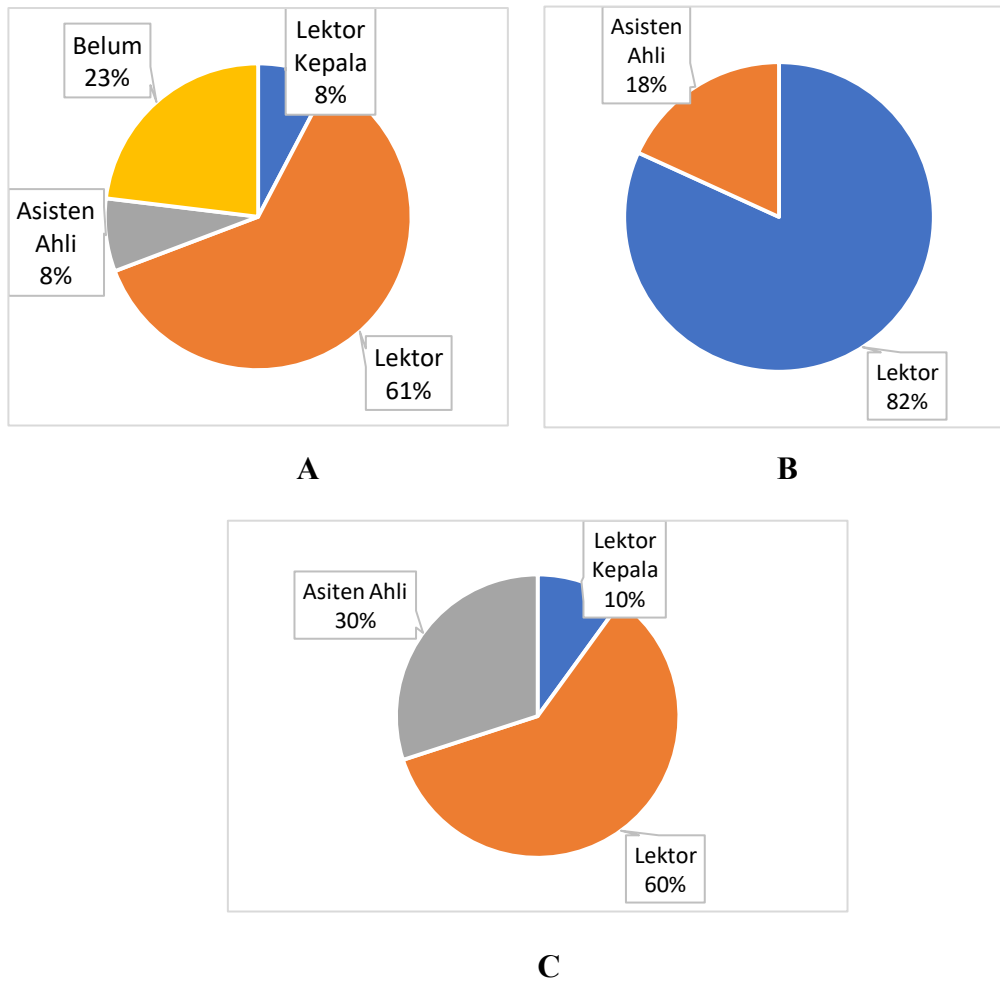 Belum
23%
Lektor
Kepala
8%
Asisten
Ahli
8%
Lektor
61%
A
Asisten
Ahli
18%
Lektor
82%
B
Lektor
Kepala
10%
Asiten Ahli
30%
Lektor
60%
C